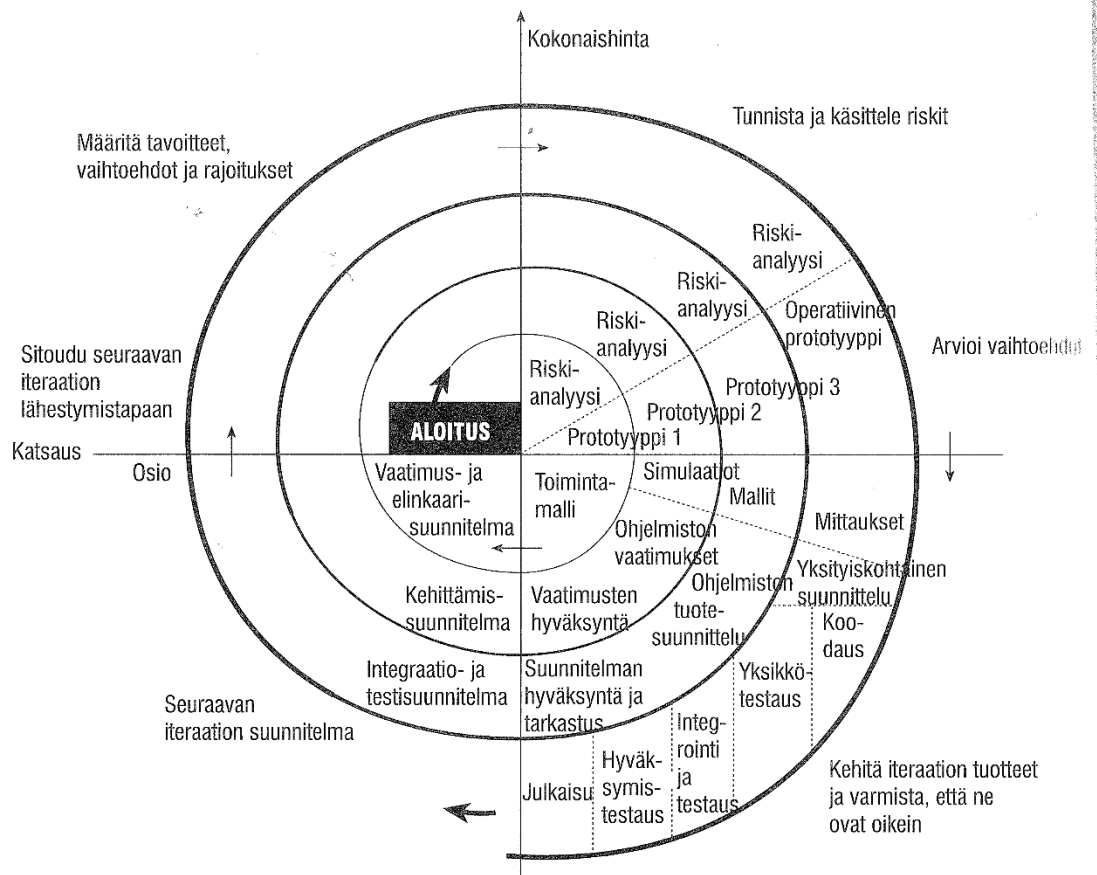 Kokonaishinta
Määritä tavoitteet,
vaihtoehdot ja rajoitukset
Tunnista ja käsittele riskit
Riski-
analyysi
Riski-
analyysi
Riski-
analyysi
Riski-
analyysi
Operatiivinen
prototyyppi
Prototyyppi 3
Prototyyppi 2
Prototyyppi 1
Arvioi vaihtoehdot
Sitoudu seuraavan
iteraation
lähestymistapaan
ALOITUS
Katsaus
Osio
Vaatimus- ja
elinkaari-
suunnitelma
Toiminta-
malli
Simulaatiot
Mallit
Mittaukset
Ohjelmiston
vaatimukset
Ohjelmiston
tuote-
suunnittelu
Yksityiskohtainen
suunnittelu
Koo-
daus
Kehittämis-
suunnitelma
Vaatimusten
hyväksyntä
Integraatio- ja
testisuunnitelma
Suunnitelman
hyväksyntä ja
tarkastus
Yksikkö-
testaus
Integ-
rointi
ja
testaus
Hyväk-
symis-
testaus
Julkaisu
Seuraavan
iteraation suunnitelma
Kehitä iteraation tuotteet
ja varmista, että ne
ovat oikein